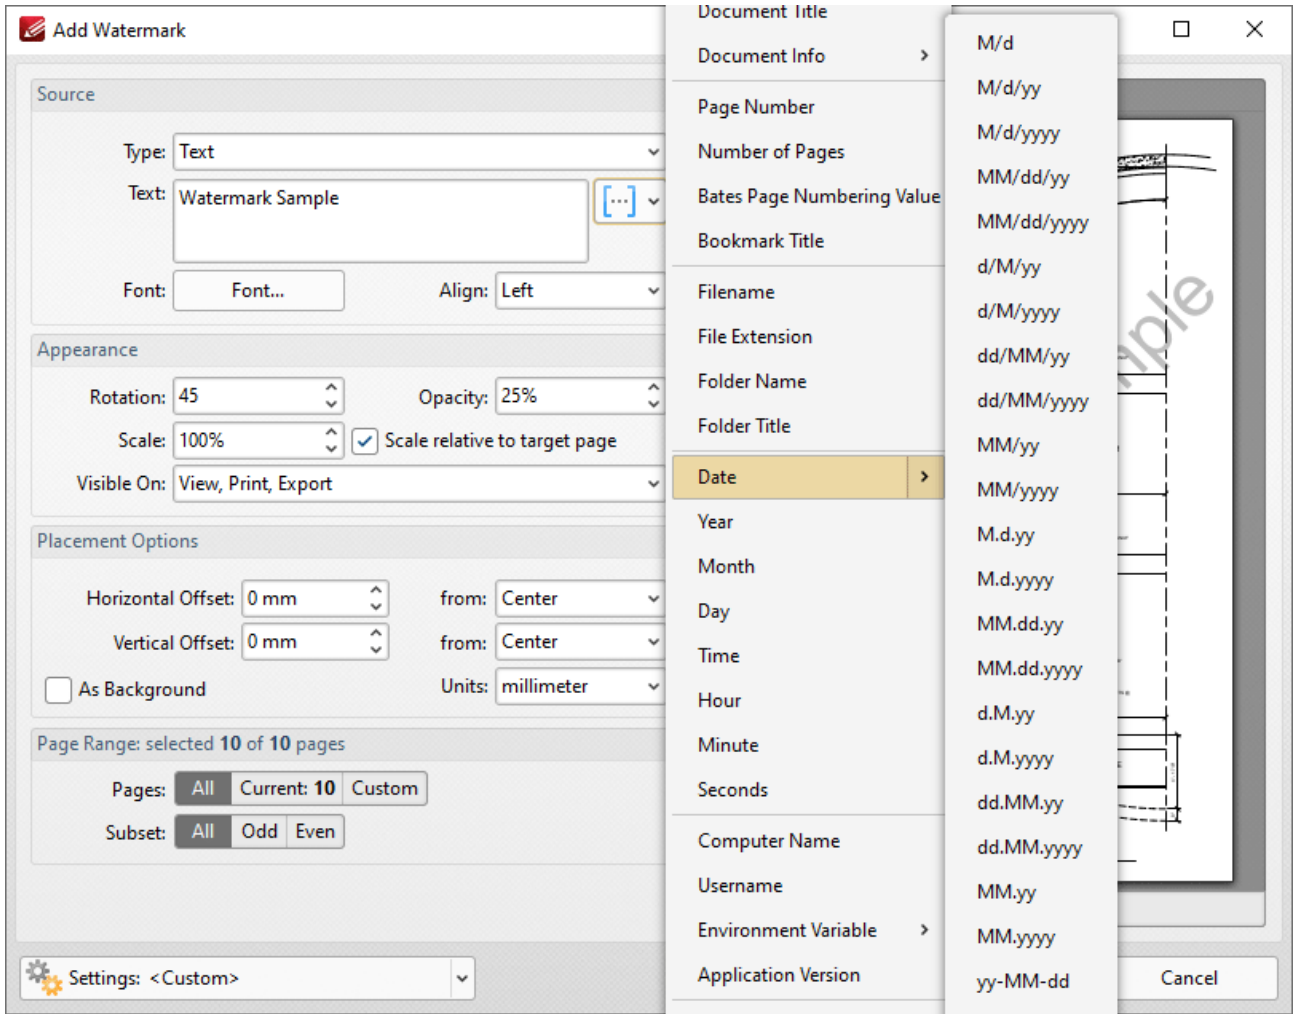 Add Watermark
Source
Type: Text
Text: Watermark Sample
[...]
Font: Font... Align: Left
Appearance
Rotation: 45 Opacity: 25%
Scale: 100% Scale relative to target page
Visible On: View, Print, Export
Placement Options
Horizontal Offset: 0 mm from: Center
Vertical Offset: 0 mm from: Center
As Background Units: millimeter
Page Range: selected 10 of 10 pages
Pages: All Current: 10 Custom
Subset: All Odd Even
Settings: <Custom>
Document Title
Document Info
Page Number
Number of Pages
Bates Page Numbering Value
Bookmark Title
Filename
File Extension
Folder Name
Folder Title
Date
Year
Month
Day
Time
Hour
Minute
Seconds
Computer Name
Username
Environment Variable
Application Version
M/d
M/d/yy
M/d/yyyy
MM/dd/yy
MM/dd/yyyy
d/M/yy
d/M/yyyy
dd/MM/yy
dd/MM/yyyy
MM/yy
MM/yyyy
M.d.yy
M.d.yyyy
MM.dd.yy
MM.dd.yyyy
d.M.yy
d.M.yyyy
dd.MM.yy
dd.MM.yyyy
MM.yy
MM.yyyy
yy-MM-dd
mple
Cancel